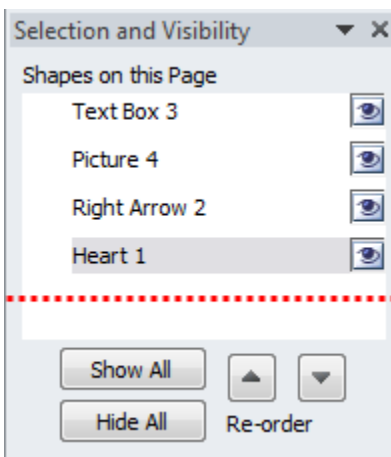 Selection and Visibility
Shapes on this Page
Text Box 3
Picture 4
Right Arrow 2
Heart 1
Show All
Hide All
Re-order